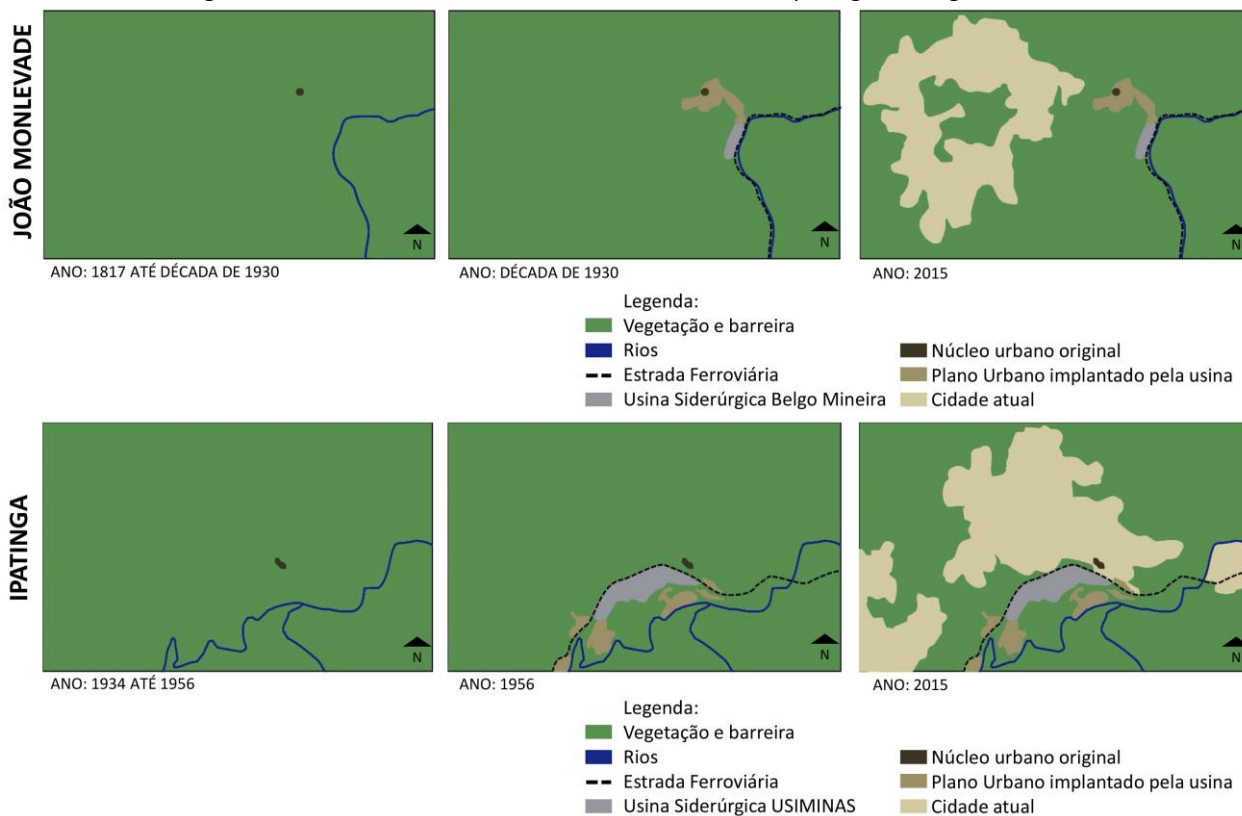 JOÃO MONLEVADE
N
N
N
ANO: 1817 ATÉ DÉCADA DE 1930
ANO: DÉCADA DE 1930
ANO: 2015
Legenda:
Vegetação e barreira
Rios
Estrada Ferroviária
Usina Siderúrgica Belgo Mineira
Núcleo urbano original
Plano Urbano implantado pela usina
Cidade atual
IPATINGA
N
N
N
ANO: 1934 ATÉ 1956
ANO: 1956
ANO: 2015
Legenda:
Vegetação e barreira
Rios
Estrada Ferroviária
Usina Siderúrgica USIMINAS
Núcleo urbano original
Plano Urbano implantado pela usina
Cidade atual